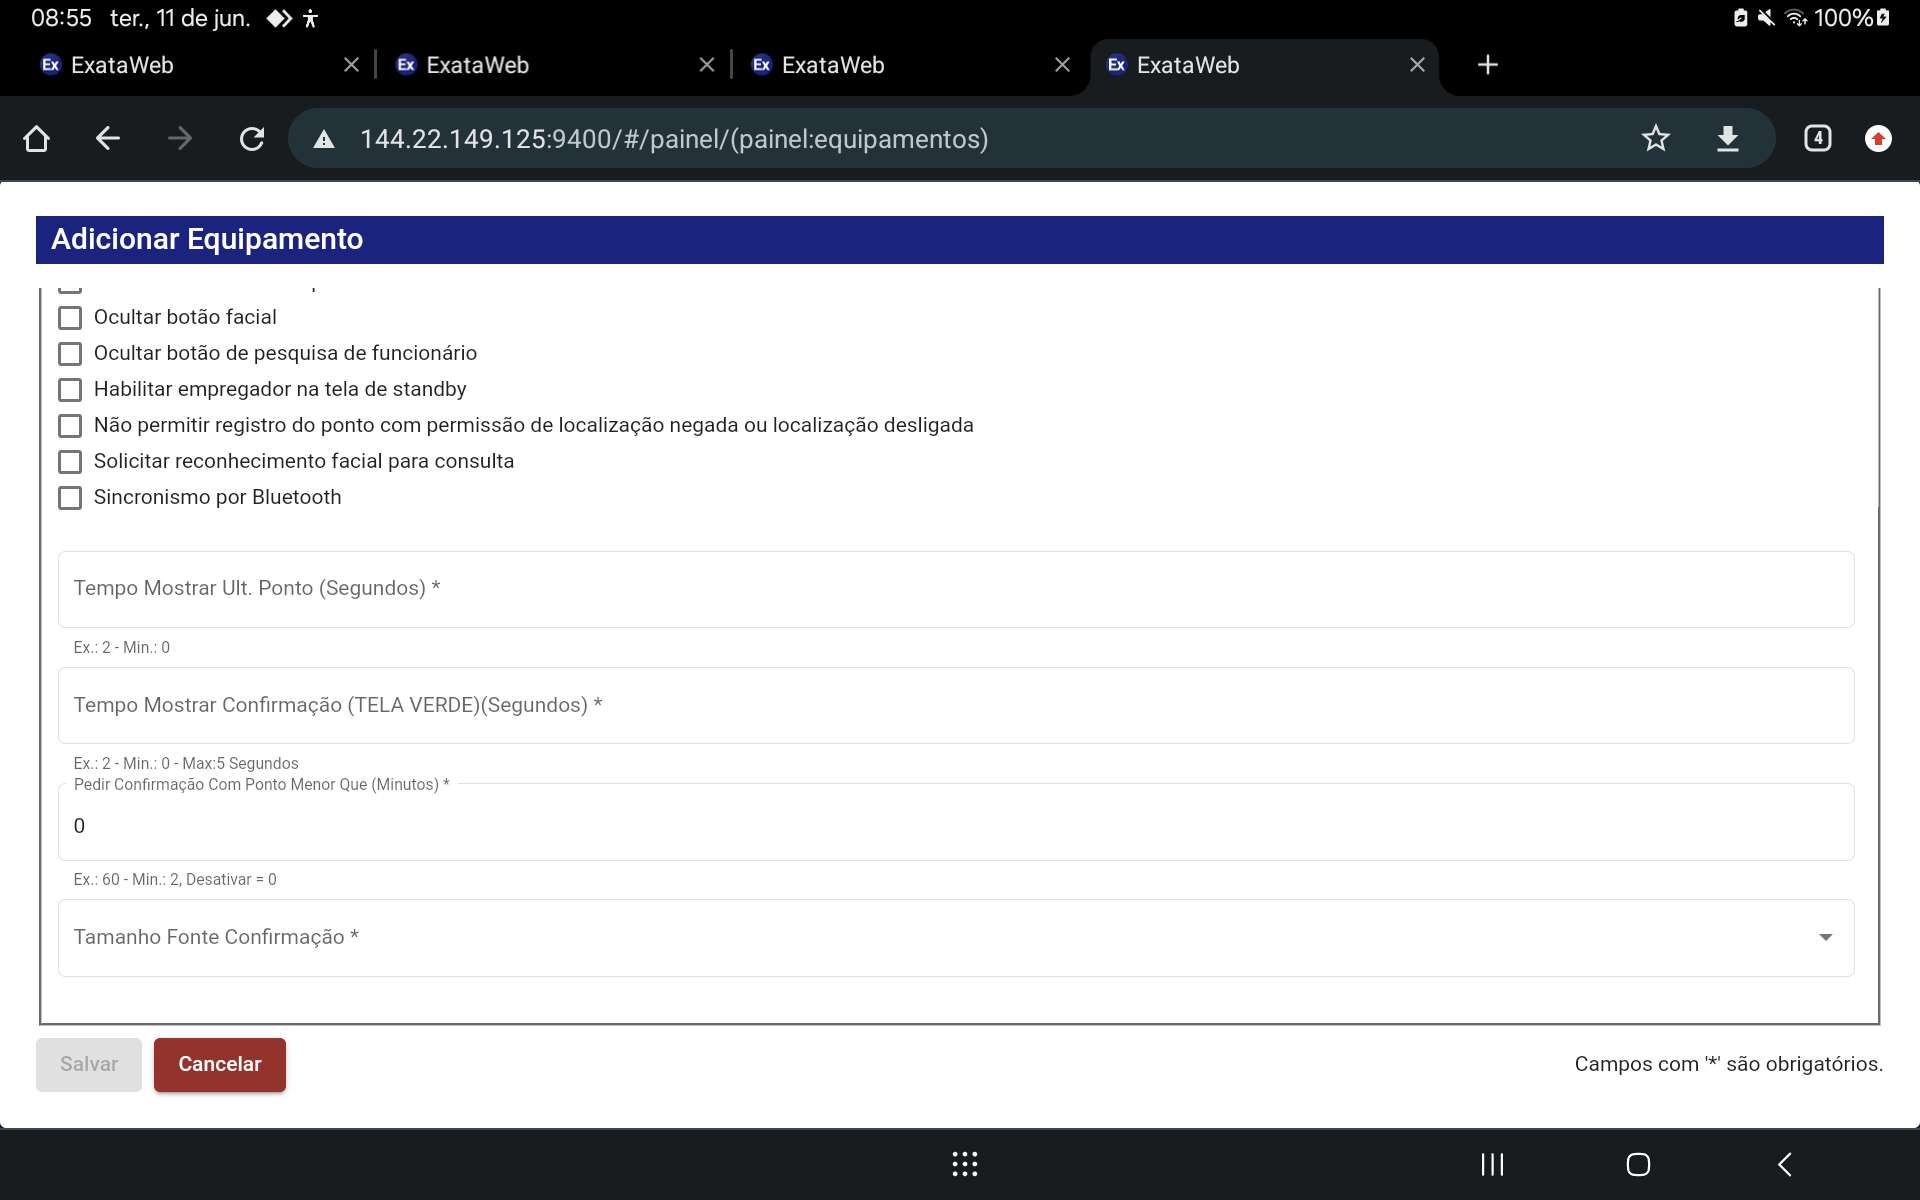 08:55 ter., 11 de jun. 100%
ExataWeb ExataWeb ExataWeb ExataWeb
144.22.149.125:9400/#/painel/(painel:equipamentos) 4
Adicionar Equipamento
Ocultar botão facial
Ocultar botão de pesquisa de funcionário
Habilitar empregador na tela de standby
Não permitir registro do ponto com permissão de localização negada ou localização desligada
Solicitar reconhecimento facial para consulta
Sincronismo por Bluetooth
Tempo Mostrar Ult. Ponto (Segundos) *
Ex.: 2 - Min.: 0
Tempo Mostrar Confirmação (TELA VERDE)(Segundos) *
Ex.: 2 - Min.: 0 - Max:5 Segundos
Pedir Confirmação Com Ponto Menor Que (Minutos) *
0
Ex.: 60 - Min.: 2, Desativar = 0
Tamanho Fonte Confirmação *
Salvar Cancelar Campos com '*' são obrigatórios.